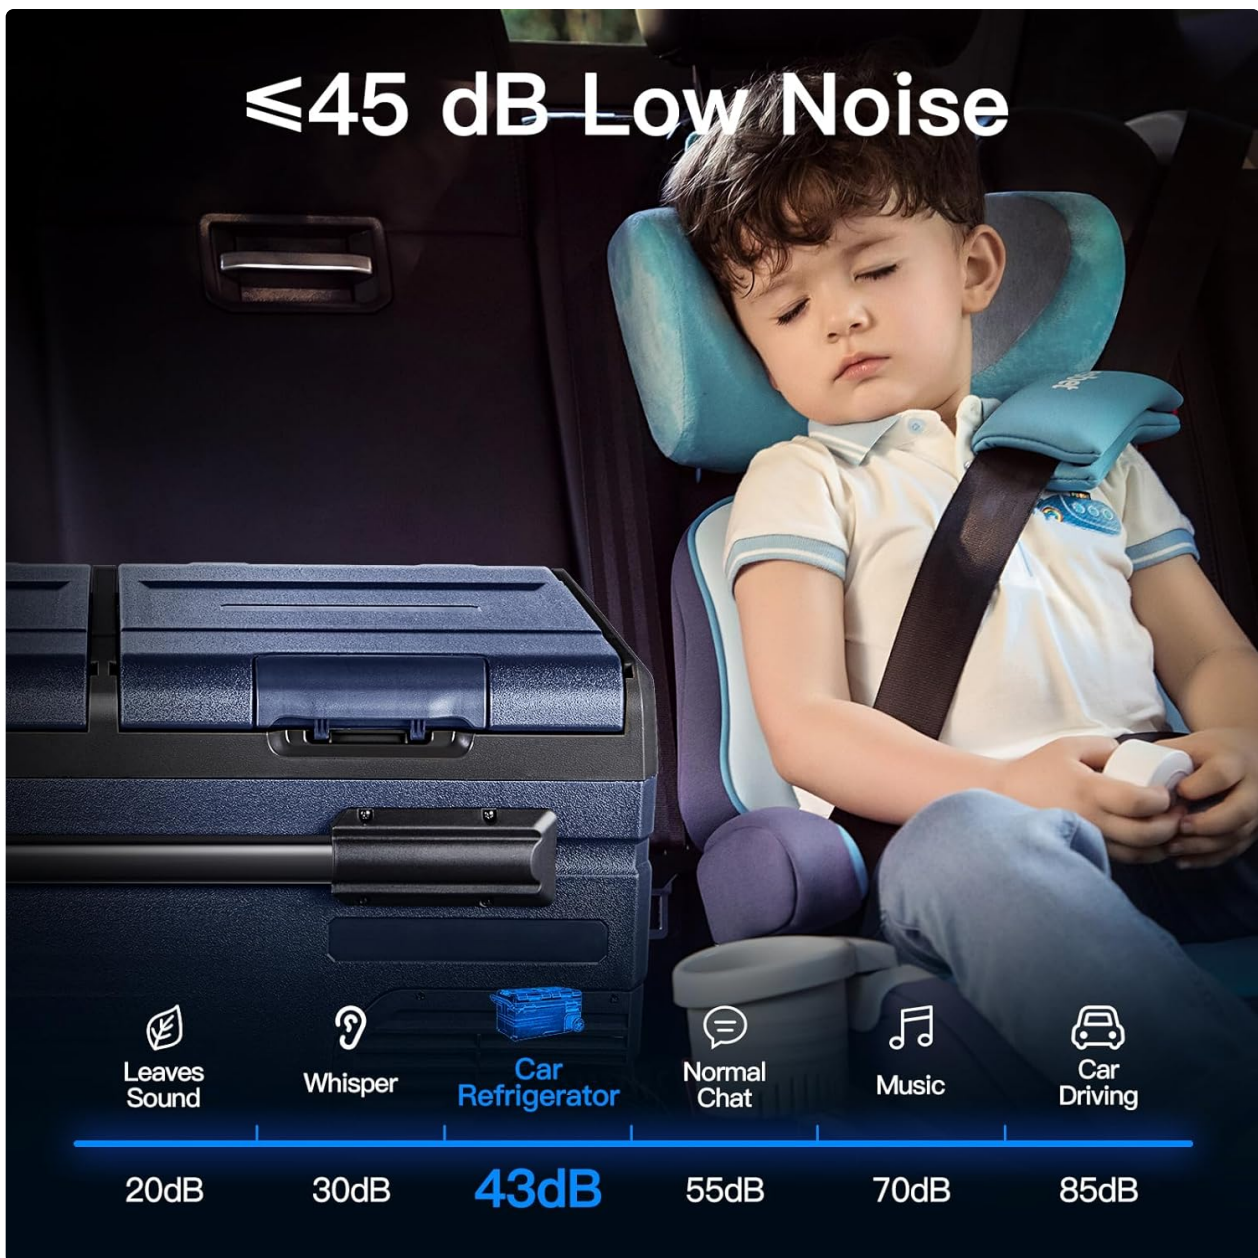 ≤45 dB Low Noise
Leaves
Sound
Whisper
Car
Refrigerator
Normal
Chat
Music
Car
Driving
20dB
30dB
43dB
55dB
70dB
85dB